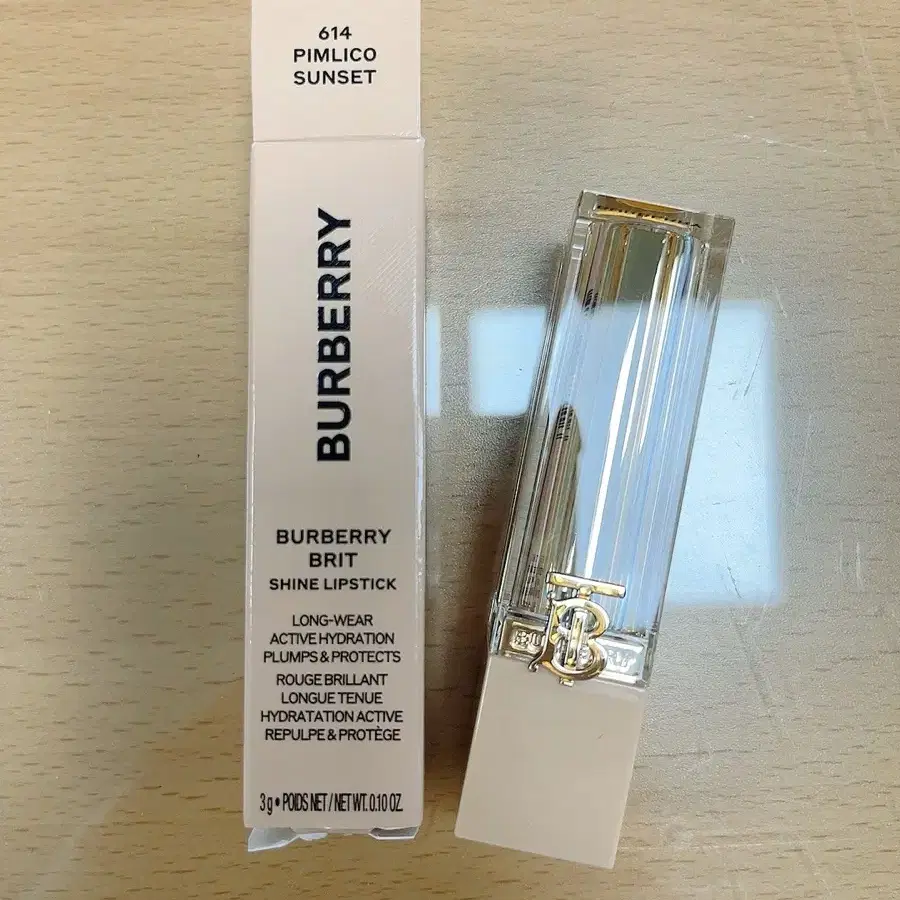 614
PIMLICO
SUNSET
BURBERRY
BURBERRY
BRIT
SHINE LIPSTICK
LONG-WEAR
ACTIVE HYDRATION
PLUMPS & PROTECTS
ROUGE BRILLANT
LONGUE TENUE
HYDRATATION ACTIVE
REPULPE & PROTÈGE
3 g • POIDS NET / NET WT. 0.10 OZ.